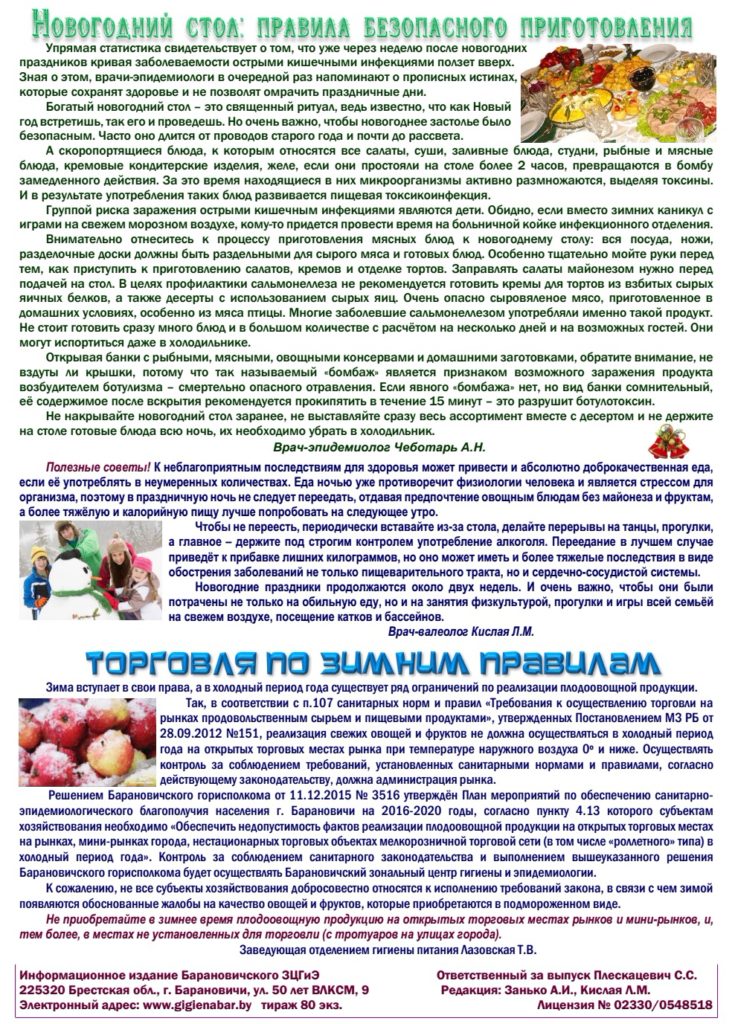 Новогодний стол: правила безопасного приготовления
Упрямая статистика свидетельствует о том, что уже через неделю после новогодних
праздников кривая заболеваемости острыми кишечными инфекциями ползет вверх.
Зная о этом, врачи-эпидемиологи в очередной раз напоминают о прописных истинах,
которые сохранят здоровье и не позволят омрачить праздничные дни.
Богатый новогодний стол – это священный ритуал, ведь известно, что как Новый
год встретишь, так его и проведешь. Но очень важно, чтобы новогоднее застолье было
безопасным. Часто оно длится от проводов старого года и почти до рассвета.
А скоропортящиеся блюда, к которым относятся все салаты, суши, заливные блюда, студни, рыбные и мясные
блюда, кремовые кондитерские изделия, желе, если они простояли на столе более 2 часов, превращаются в бомбу
замедленного действия. За это время находящиеся в них микроорганизмы активно размножаются, выделяя токсины.
И в результате употребления таких блюд развивается пищевая токсикоинфекция.
Группой риска заражения острыми кишечным инфекциями являются дети. Обидно, если вместо зимних каникул с
играми на свежем морозном воздухе, кому-то придется провести время на больничной койке инфекционного отделения.
Внимательно отнеситесь к процессу приготовления мясных блюд к новогоднему столу: вся посуда, ножи,
разделочные доски должны быть раздельными для сырого мяса и готовых блюд. Особенно тщательно мойте руки перед
тем, как приступить к приготовлению салатов, кремов и отделке тортов. Заправлять салаты майонезом нужно перед
подачей на стол. В целях профилактики сальмонеллеза не рекомендуется готовить кремы для тортов из взбитых сырых
яичных белков, а также десерты с использованием сырых яиц. Очень опасно сыровяленое мясо, приготовленное в
домашних условиях, особенно из мяса птицы. Многие заболевшие сальмонеллезом употребляли именно такой продукт.
Не стоит готовить сразу много блюд и в большом количестве с расчётом на несколько дней и на возможных гостей. Они
могут испортиться даже в холодильнике.
Открывая банки с рыбными, мясными, овощными консервами и домашними заготовками, обратите внимание, не
вздуты ли крышки, потому что так называемый «бомбаж» является признаком возможного заражения продукта
возбудителем ботулизма – смертельно опасного отравления. Если явного «бомбажа» нет, но вид банки сомнительный,
её содержимое после вскрытия рекомендуется прокипятить в течение 15 минут – это разрушит ботулотоксин.
Не накрывайте новогодний стол заранее, не выставляйте сразу весь ассортимент вместе с десертом и не держите
на столе готовые блюда всю ночь, их необходимо убрать в холодильник.
Врач-эпидемиолог Чеботарь А.Н.
Полезные советы! К неблагоприятным последствиям для здоровья может привести и абсолютно доброкачественная еда,
если её употреблять в неумеренных количествах. Еда ночью уже противоречит физиологии человека и является стрессом для
организма, поэтому в праздничную ночь не следует переедать, отдавая предпочтение овощным блюдам без майонеза и фруктам,
а более тяжёлую и калорийную пищу лучше попробовать на следующее утро.
Чтобы не переесть, периодически вставайте из-за стола, делайте перерывы на танцы, прогулки,
а главное – держите под строгим контролем употребление алкоголя. Переедание в лучшем случае
приведёт к прибавке лишних килограммов, но оно может иметь и более тяжелые последствия в виде
обострения заболеваний не только пищеварительного тракта, но и сердечно-сосудистой системы.
Новогодние праздники продолжаются около двух недель. И очень важно, чтобы они были
потрачены не только на обильную еду, но и на занятия физкультурой, прогулки и игры всей семьёй
на свежем воздухе, посещение катков и бассейнов.
Врач-валеолог Кислая Л.М.
Торговля по зимним правилам
Зима вступает в свои права, а в холодный период года существует ряд ограничений по реализации плодоовощной продукции.
Так, в соответствии с п.107 санитарных норм и правил «Требования к осуществлению торговли на
рынках продовольственным сырьем и пищевыми продуктами», утвержденных Постановлением МЗ РБ от
28.09.2012 №151, реализация свежих овощей и фруктов не должна осуществляться в холодный период
года на открытых торговых местах рынка при температуре наружного воздуха 0º и ниже. Осуществлять
контроль за соблюдением требований, установленных санитарными нормами и правилами, согласно
действующему законодательству, должна администрация рынка.
Решением Барановичского горисполкома от 11.12.2015 № 3516 утверждён План мероприятий по обеспечению санитарно-
эпидемиологического благополучия населения г. Барановичи на 2016-2020 годы, согласно пункту 4.13 которого субъектам
хозяйствования необходимо «Обеспечить недопустимость фактов реализации плодоовощной продукции на открытых торговых местах
на рынках, мини-рынках города, нестационарных торговых объектах мелкорозничной торговой сети (в том числе «роллетного» типа) в
холодный период года». Контроль за соблюдением санитарного законодательства и выполнением вышеуказанного решения
Барановичского горисполкома будет осуществлять Барановичский зональный центр гигиены и эпидемиологии.
К сожалению, не все субъекты хозяйствования добросовестно относятся к исполнению требований закона, в связи с чем зимой
появляются обоснованные жалобы на качество овощей и фруктов, которые приобретаются в подмороженном виде.
Не приобретайте в зимнее время плодоовощную продукцию на открытых торговых местах рынков и мини-рынков, и,
тем более, в местах не установленных для торговли (с тротуаров на улицах города).
Заведующая отделением гигиены питания Лазовская Т.В.
Информационное издание Барановичского ЗЦГиЭ Ответственный за выпуск Плескацевич С.С.
225320 Брестская обл., г. Барановичи, ул. 50 лет ВЛКСМ, 9 Редакция: Занько А.И., Кислая Л.М.
Электронный адрес: www.gigienabar.by тираж 80 экз. Лицензия № 02330/0548518